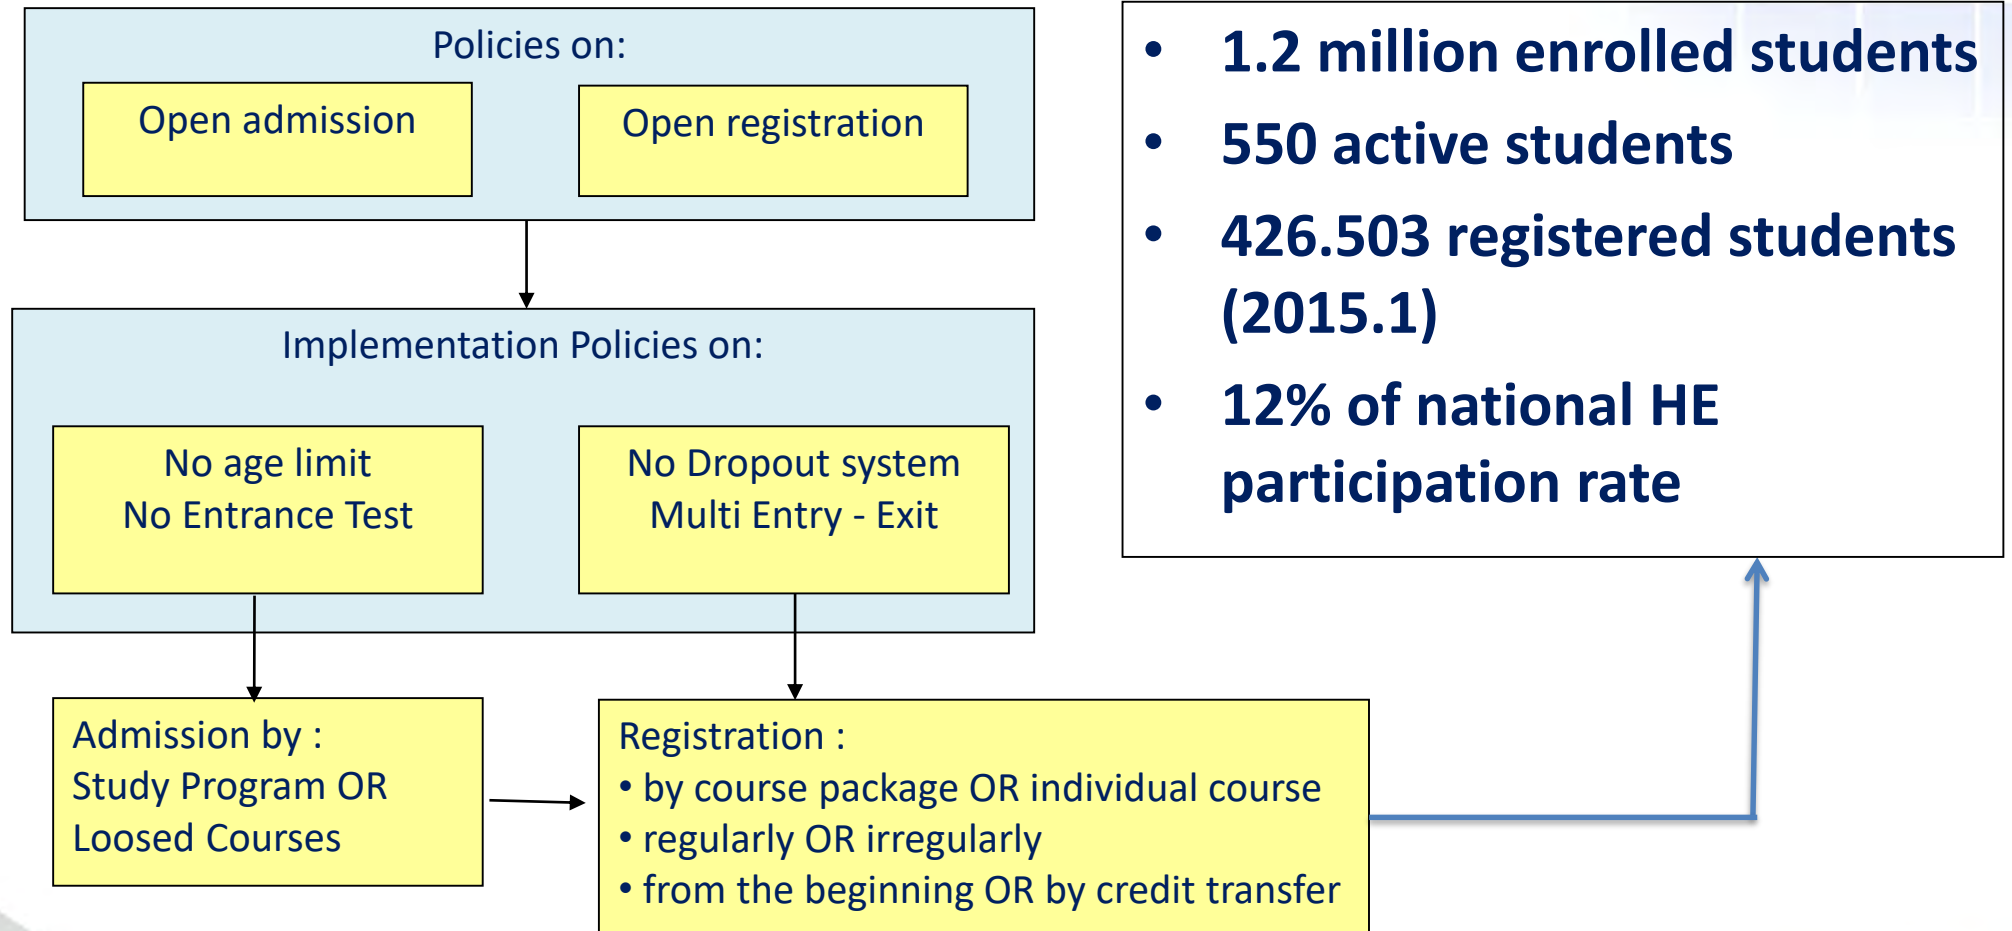 Policies on:
Open admission
Open registration
Implementation Policies on:
No age limit
No Entrance Test
No Dropout system
Multi Entry - Exit
Admission by :
Study Program OR
Loosed Courses
Registration :
• by course package OR individual course
• regularly OR irregularly
• from the beginning OR by credit transfer
• 1.2 million enrolled students
• 550 active students
• 426.503 registered students
(2015.1)
• 12% of national HE
participation rate